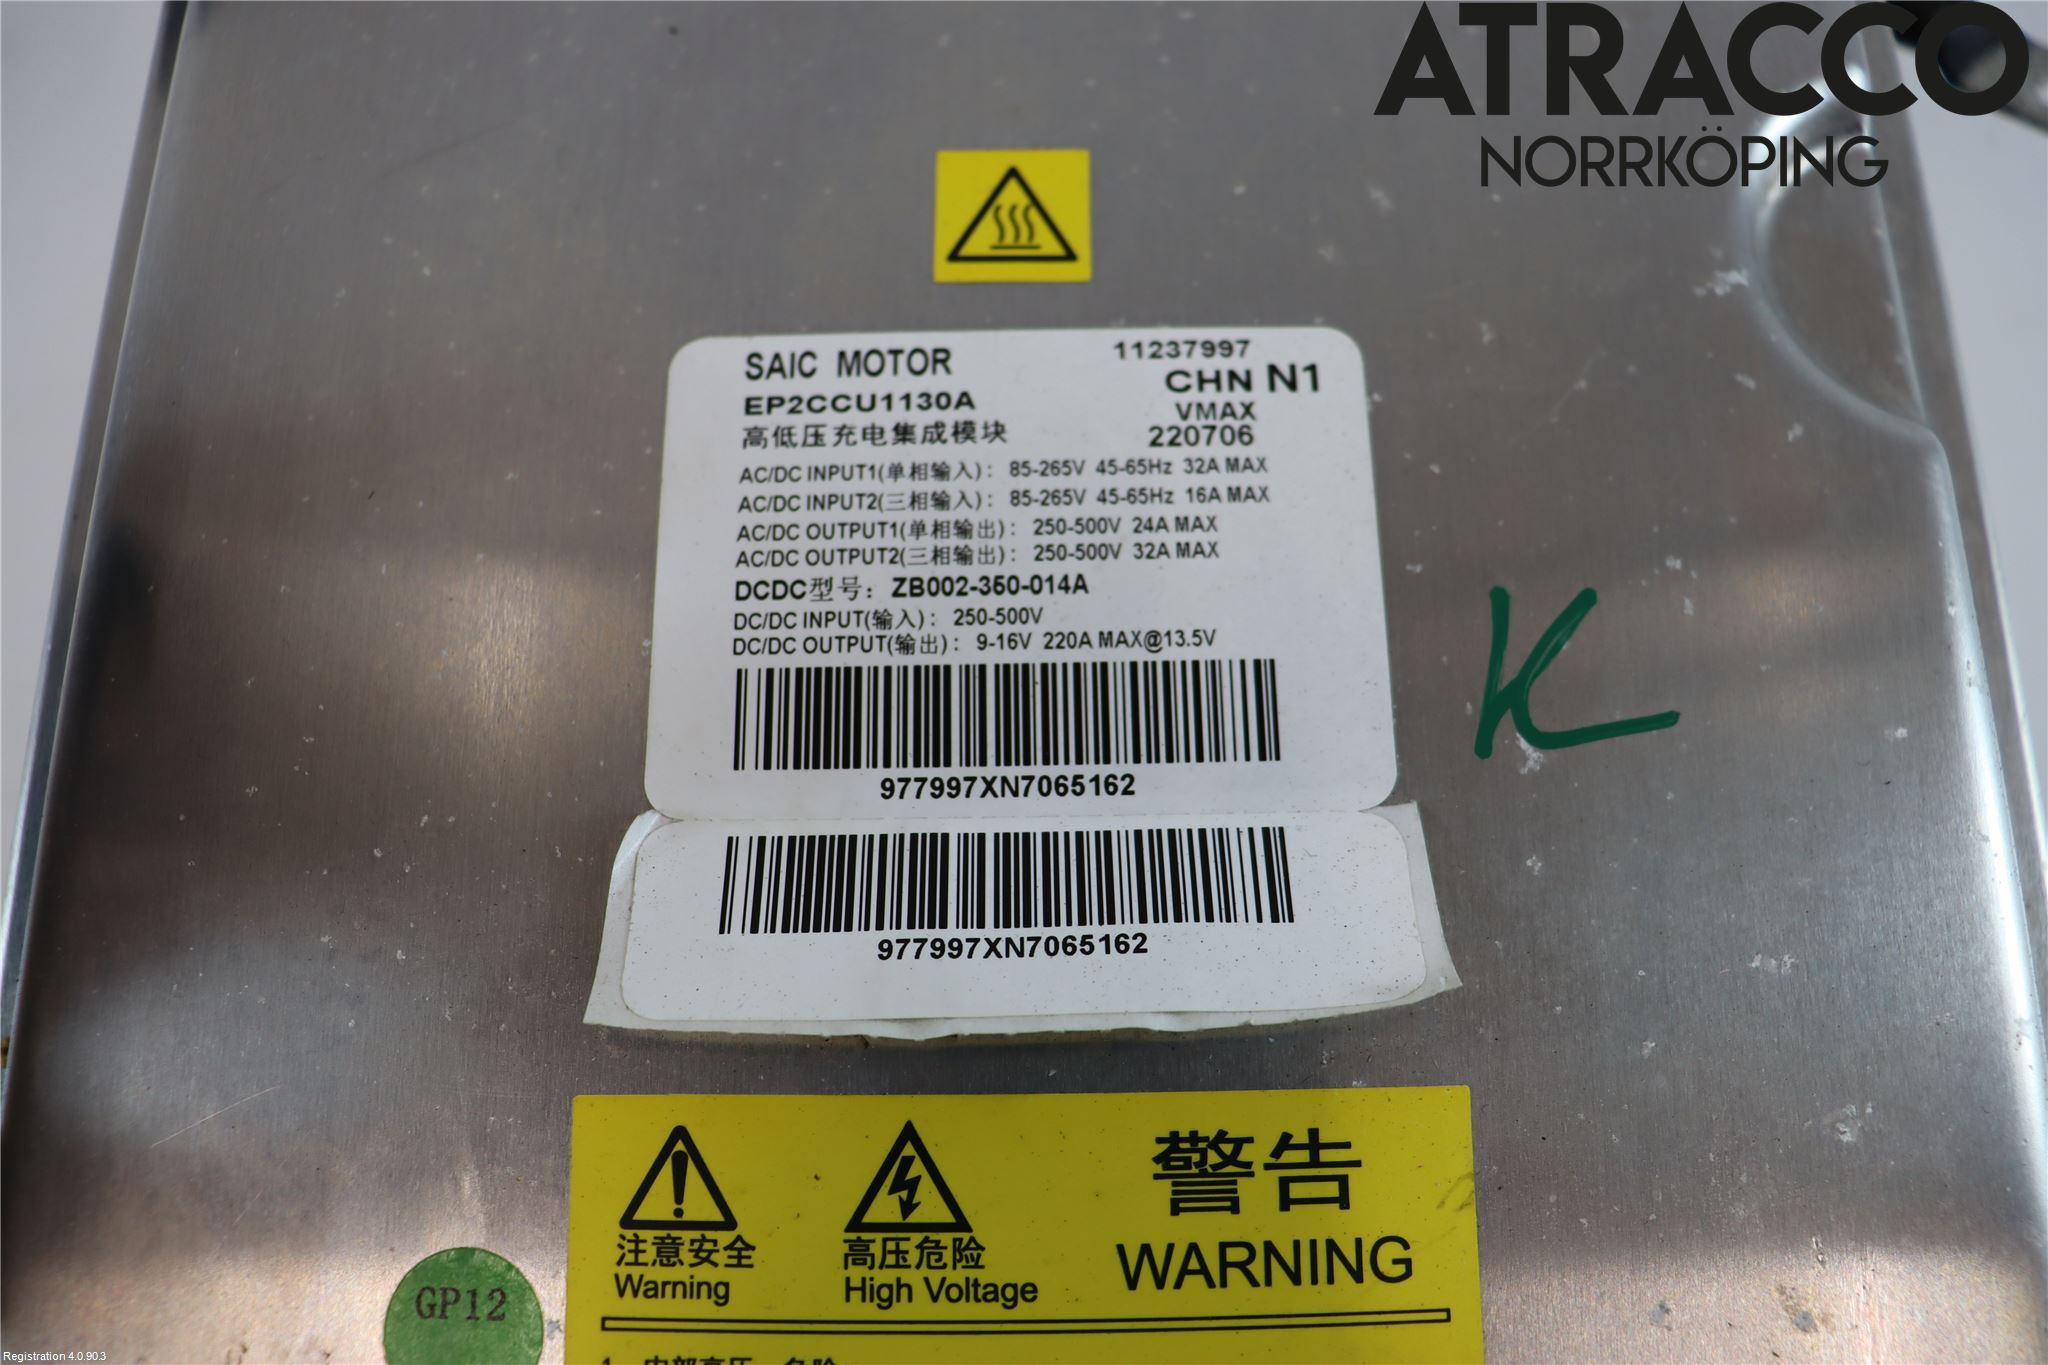 ATRACCO
NORRKÖPING
SAIC MOTOR
11237997
EP2CCU1130A
CHN N1
VMAX
高低压充电集成模块
220706
AC/DC INPUT1(单相输入): 85-265V 45-65Hz 32A MAX
AC/DC INPUT2(三相输入): 85-265V 45-65Hz 16A MAX
AC/DC OUTPUT1(单相输出): 250-500V 24A MAX
AC/DC OUTPUT2(三相输出): 250-500V 32A MAX
DCDC型号: ZB002-350-014A
DC/DC INPUT(输入): 250-500V
DC/DC OUTPUT(输出): 9-16V 220A MAX@13.5V
977997XN7065162
977997XN7065162
K
警告
WARNING
注意安全
Warning
高压危险
High Voltage
GP12
Registration 4.0.90.3